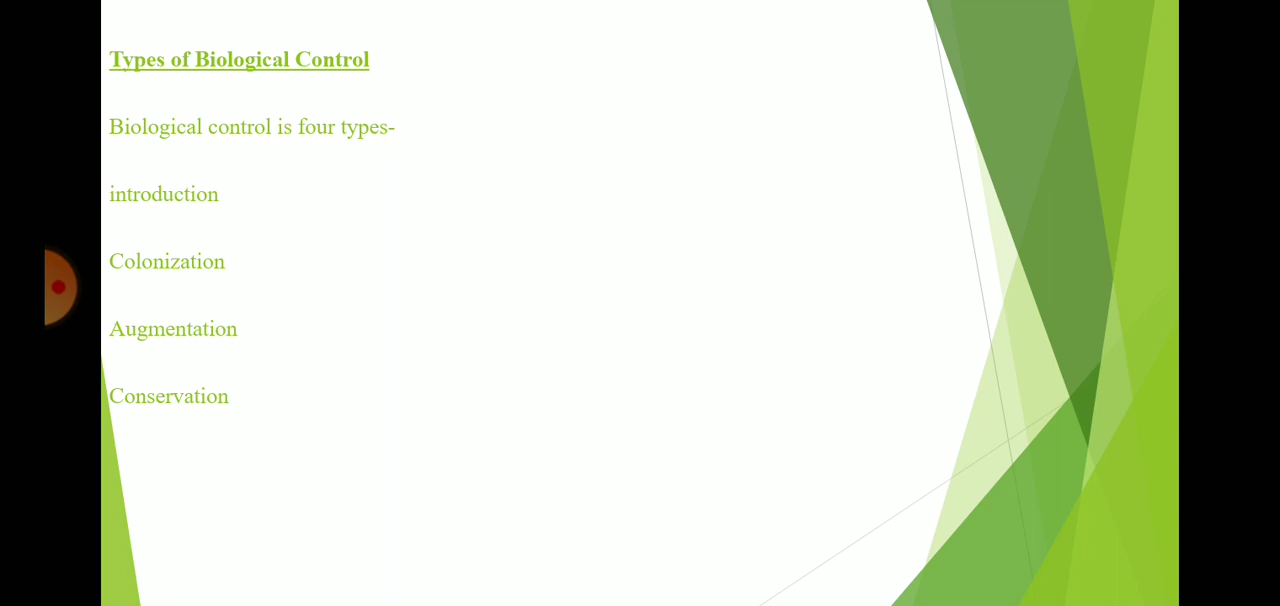 Types of Biological Control
Biological control is four types-
introduction
Colonization
Augmentation
Conservation